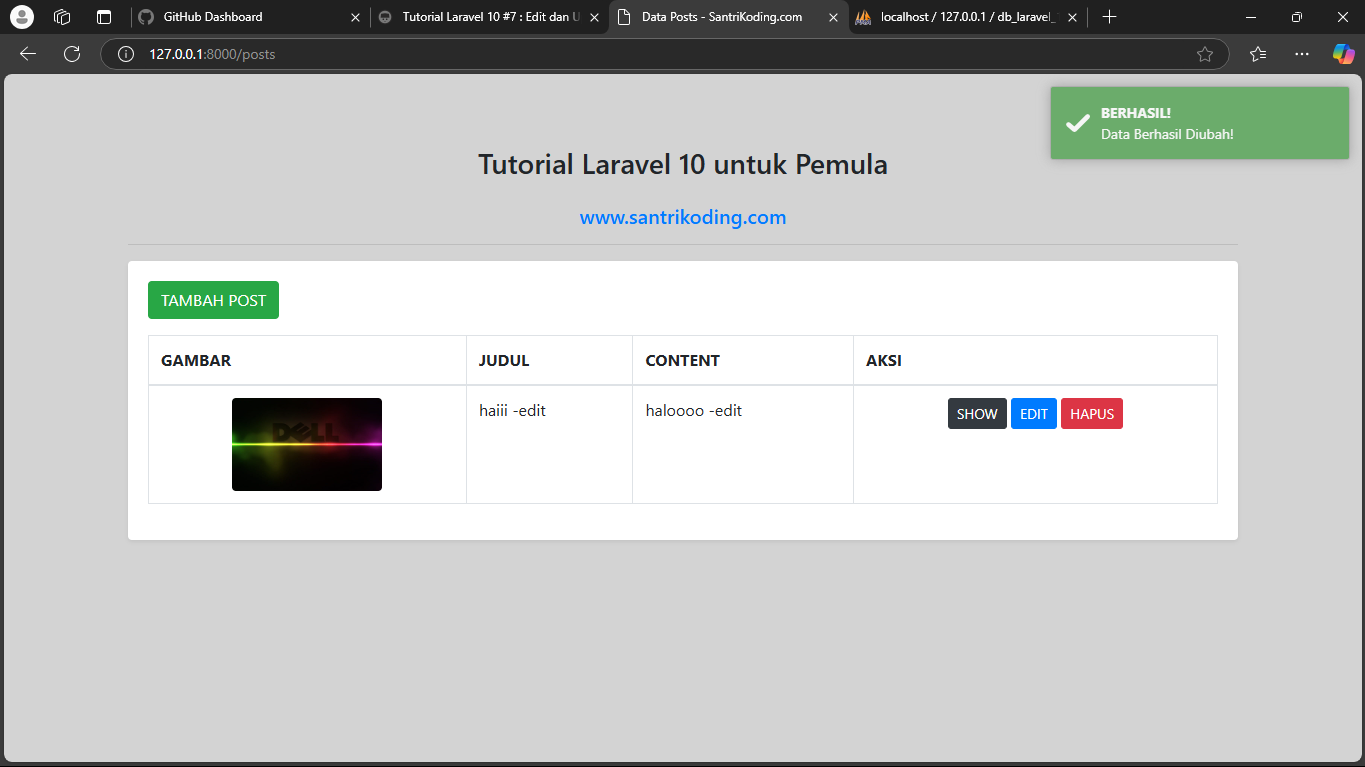 GitHub Dashboard
Tutorial Laravel 10 #7 : Edit dan U
Data Posts - SantriKoding.com
localhost / 127.0.0.1 / db_laravel_
127.0.0.1:8000/posts
BERHASIL!
Data Berhasil Diubah!
Tutorial Laravel 10 untuk Pemula
www.santrikoding.com
TAMBAH POST
GAMBAR JUDUL CONTENT AKSI
DELL haiii -edit haloooo -edit SHOW EDIT HAPUS